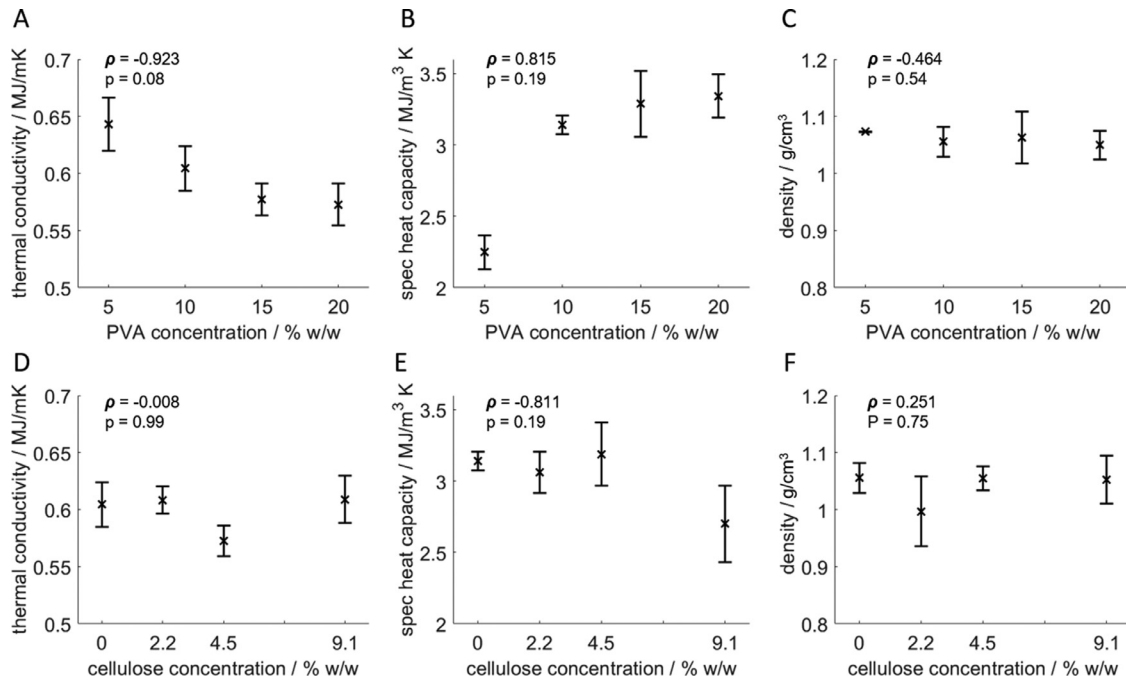 A
ρ = -0.923
p = 0.08
thermal conductivity / MJ/mK
0.7
0.65
0.6
0.55
0.5
5 10 15 20
PVA concentration / % w/w
B
ρ = 0.815
p = 0.19
spec heat capacity / MJ/m³ K
3.5
3
2.5
2
5 10 15 20
PVA concentration / % w/w
C
ρ = -0.464
p = 0.54
density / g/cm³
1.2
1.1
1
0.9
0.8
5 10 15 20
PVA concentration / % w/w
D
ρ = -0.008
p = 0.99
thermal conductivity / MJ/mK
0.7
0.65
0.6
0.55
0.5
0 2.2 4.5 9.1
cellulose concentration / % w/w
E
ρ = -0.811
p = 0.19
spec heat capacity / MJ/m³ K
3.5
3
2.5
2
0 2.2 4.5 9.1
cellulose concentration / % w/w
F
ρ = 0.251
P = 0.75
density / g/cm³
1.2
1.1
1
0.9
0.8
0 2.2 4.5 9.1
cellulose concentration / % w/w